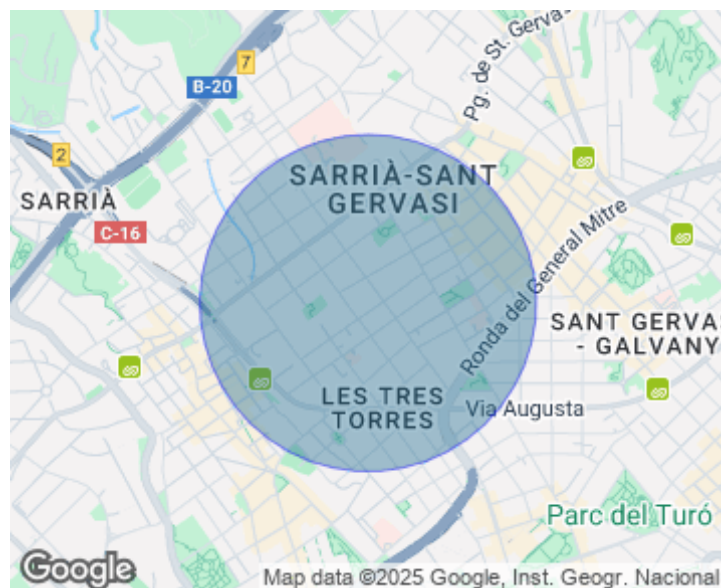 Pg. de St. Gervas
7
B-20
2
SARRIÀ
C-16
SARRIÀ-SANT
GERVASI
Ronda del General Mitre
SANT GERVA
- GALVANY
LES TRES
TORRES
Via Augusta
Parc del Turó
Google
Map data ©2025 Google, Inst. Geogr. Nacional